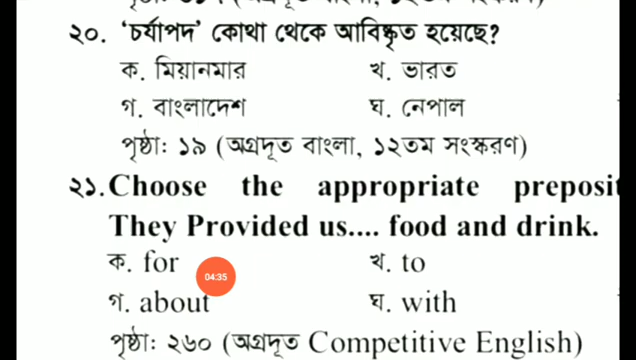 ২০. ‘চর্যাপদ’ কোথা থেকে আবিষ্কৃত হয়েছে?
ক. মিয়ানমার খ. ভারত
গ. বাংলাদেশ ঘ. নেপাল
পৃষ্ঠা: ১৯ (অগ্রদূত বাংলা, ১২তম সংস্করণ)
২১. Choose the appropriate preposit
They Provided us.... food and drink.
ক. for খ. to
04:35
গ. about ঘ. with
পৃষ্ঠা: ২৬০ (অগ্রদূত Competitive English)